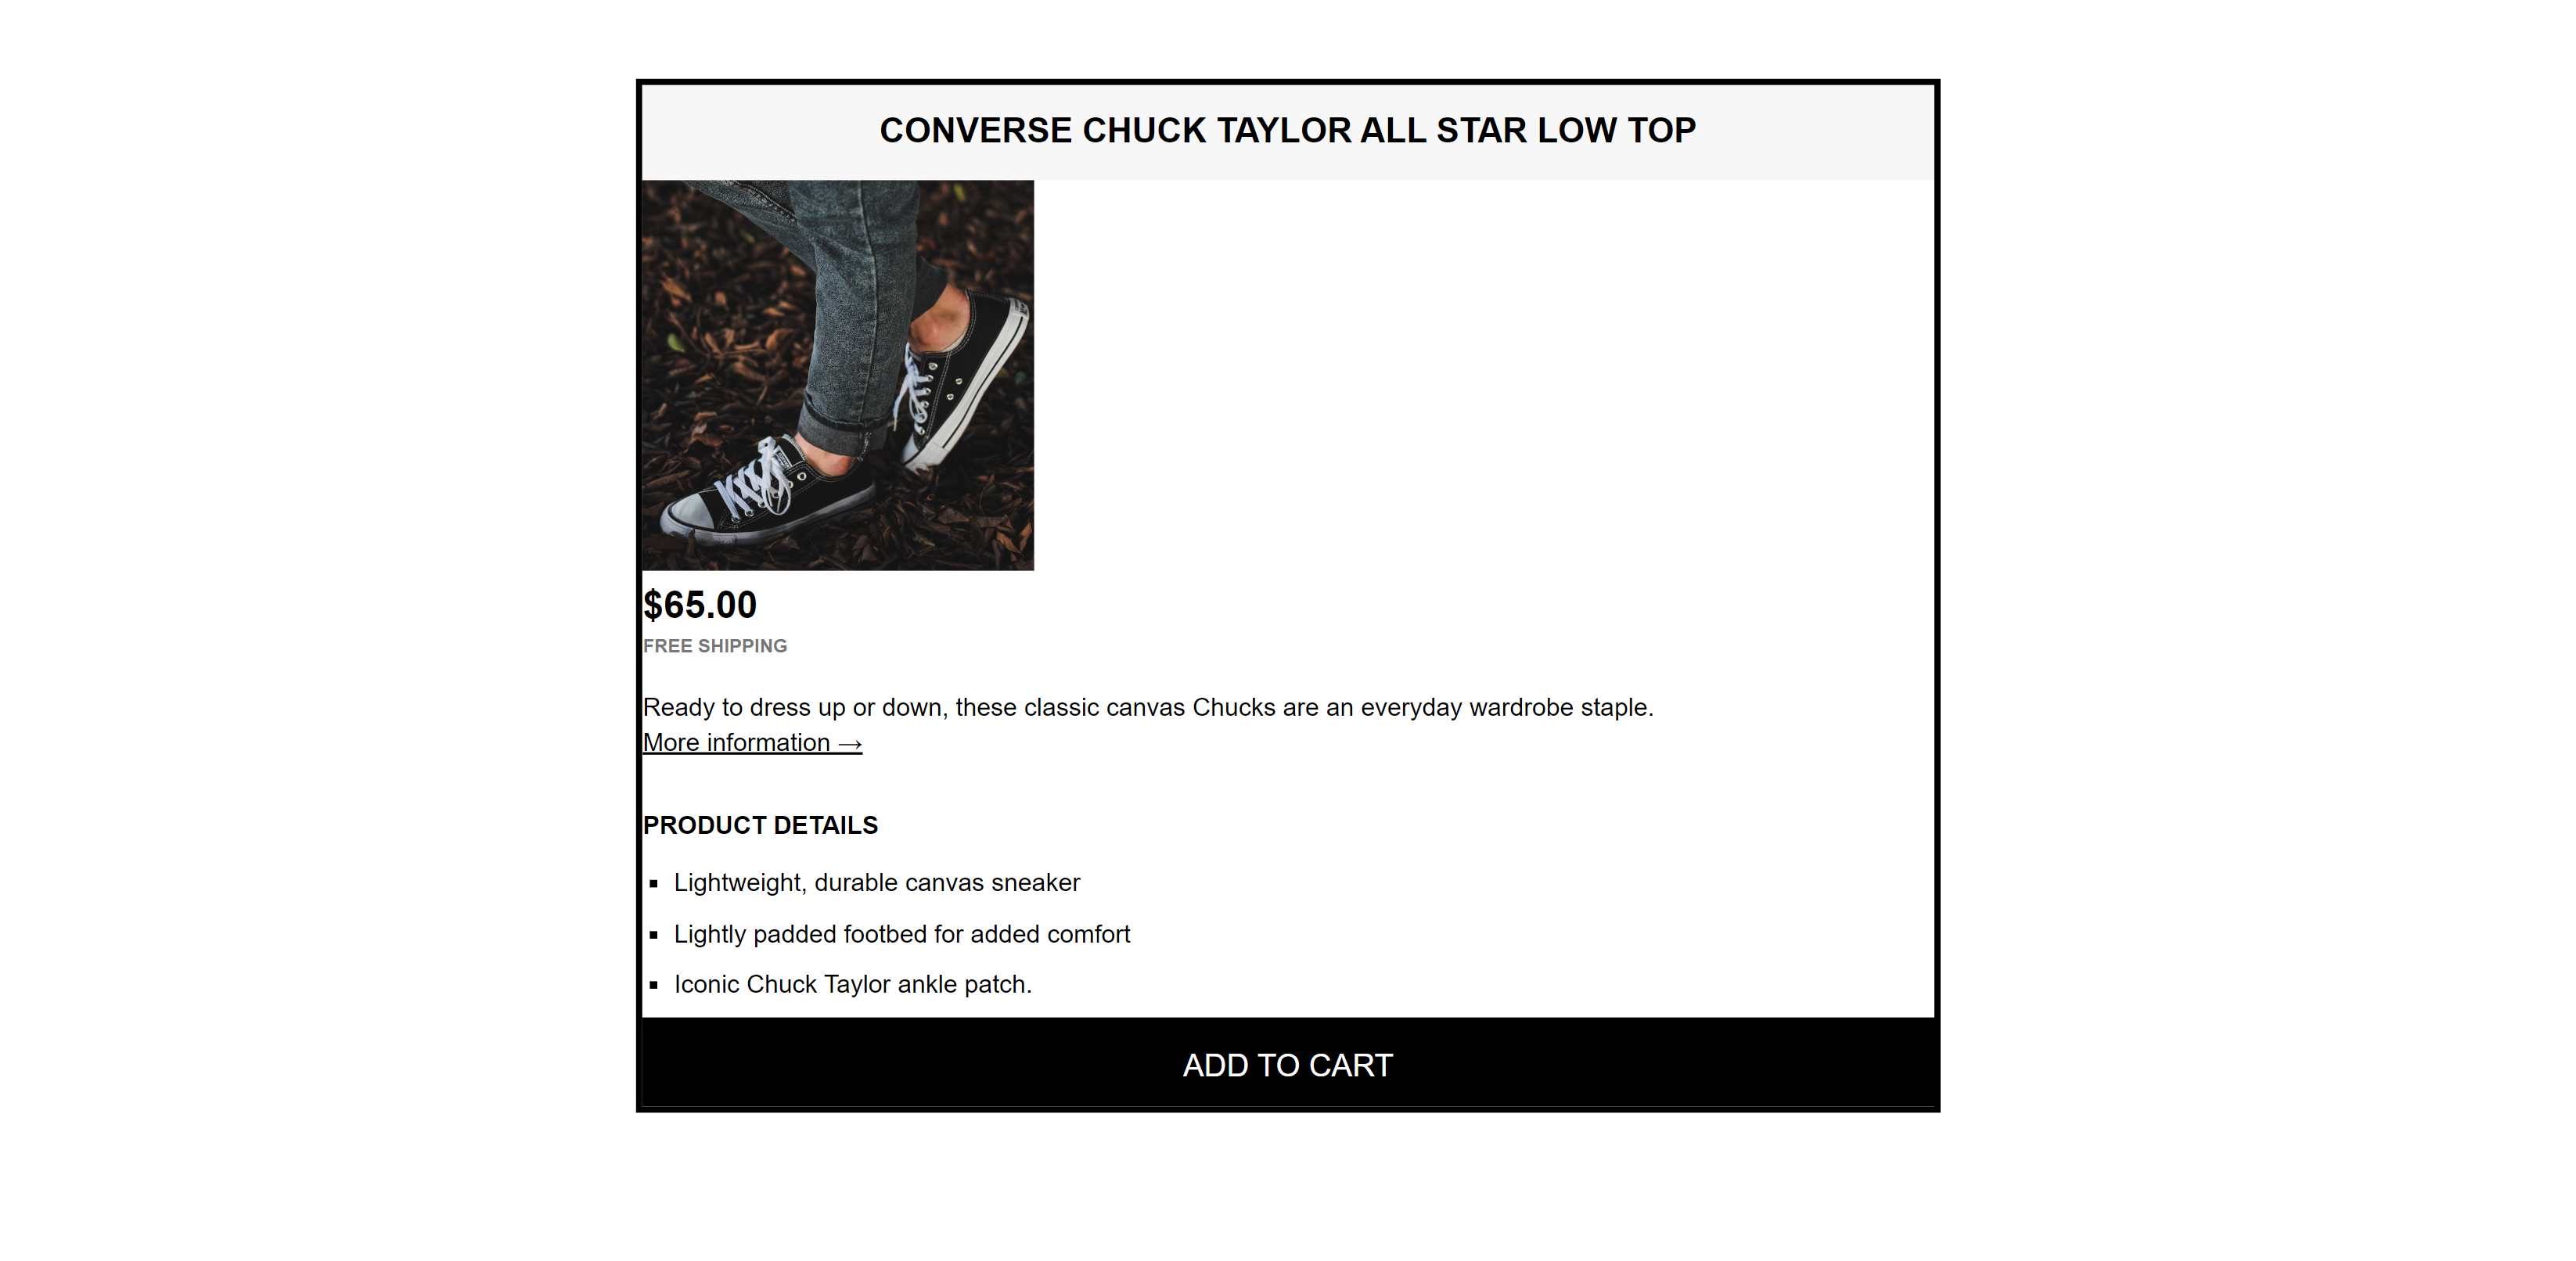 CONVERSE CHUCK TAYLOR ALL STAR LOW TOP
$65.00
FREE SHIPPING
Ready to dress up or down, these classic canvas Chucks are an everyday wardrobe staple.
More information →
PRODUCT DETAILS
▪ Lightweight, durable canvas sneaker
▪ Lightly padded footbed for added comfort
▪ Iconic Chuck Taylor ankle patch.
ADD TO CART